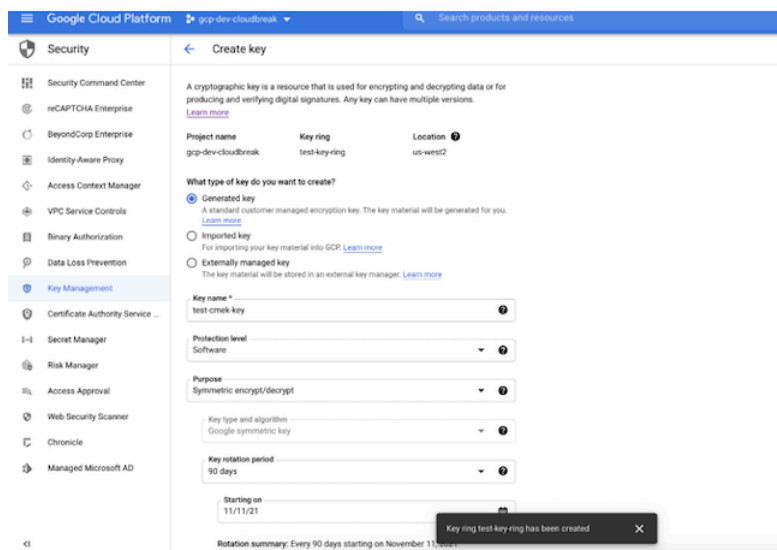 Google Cloud Platform
gcp-dev-cloudbreak
Search products and resources
Security
Create key
Security Command Center
reCAPTCHA Enterprise
BeyondCorp Enterprise
Identity-Aware Proxy
Access Context Manager
VPC Service Controls
Binary Authorization
Data Loss Prevention
Key Management
Certificate Authority Service ...
Secret Manager
Risk Manager
Access Approval
Web Security Scanner
Chronicle
Managed Microsoft AD
A cryptographic key is a resource that is used for encrypting and decrypting data or for
producing and verifying digital signatures. Any key can have multiple versions.
Learn more
Project name Key ring Location
gcp-dev-cloudbreak test-key-ring us-west2
What type of key do you want to create?
Generated key
A standard customer managed encryption key. The key material will be generated for you.
Learn more
Imported key
For importing your key material into GCP. Learn more
Externally managed key
The key material will be stored in an external key manager. Learn more
Key name *
test-cmek-key
Protection level
Software
Purpose
Symmetric encrypt/decrypt
Key type and algorithm
Google symmetric key
Key rotation period
90 days
Starting on
11/11/21
Rotation summary: Every 90 days starting on November 11, 2021
Key ring test-key-ring has been created